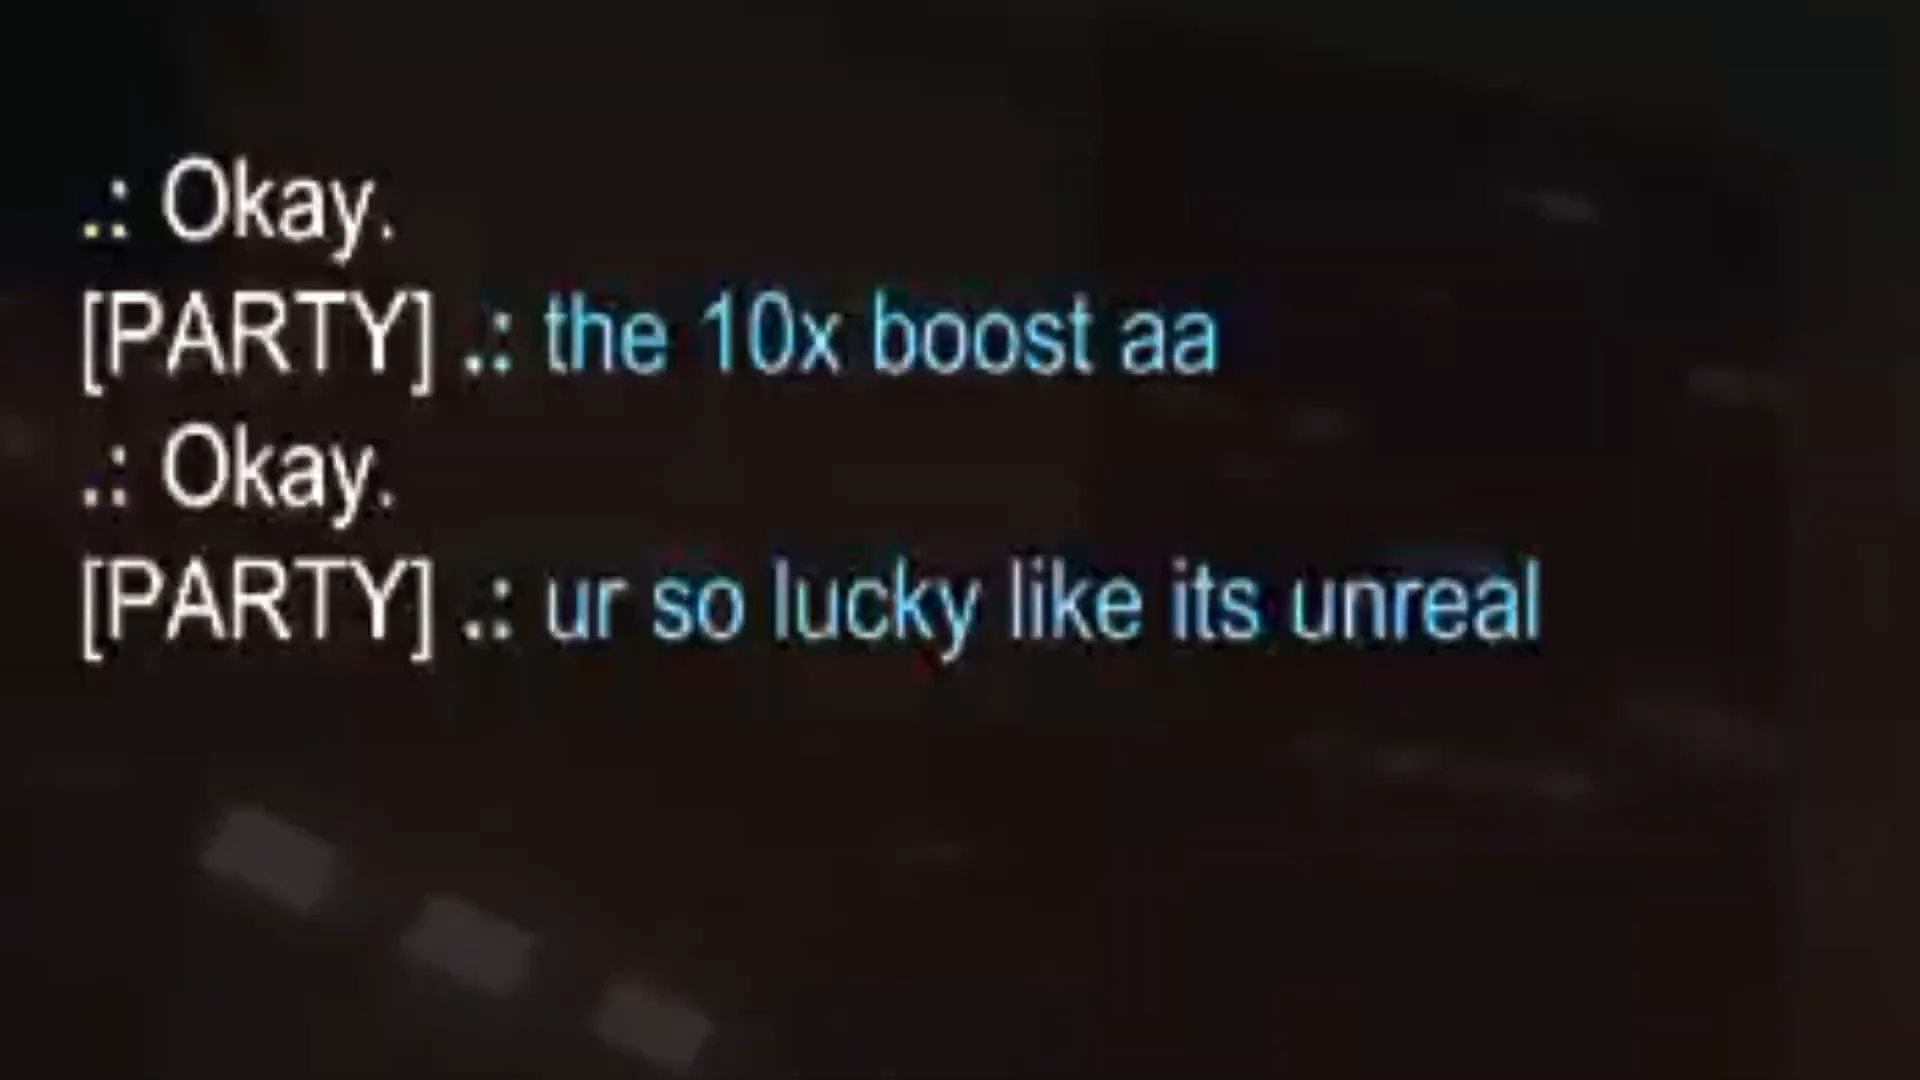 .: Okay.
[PARTY] .: the 10x boost aa
.: Okay.
[PARTY] .: ur so lucky like its unreal